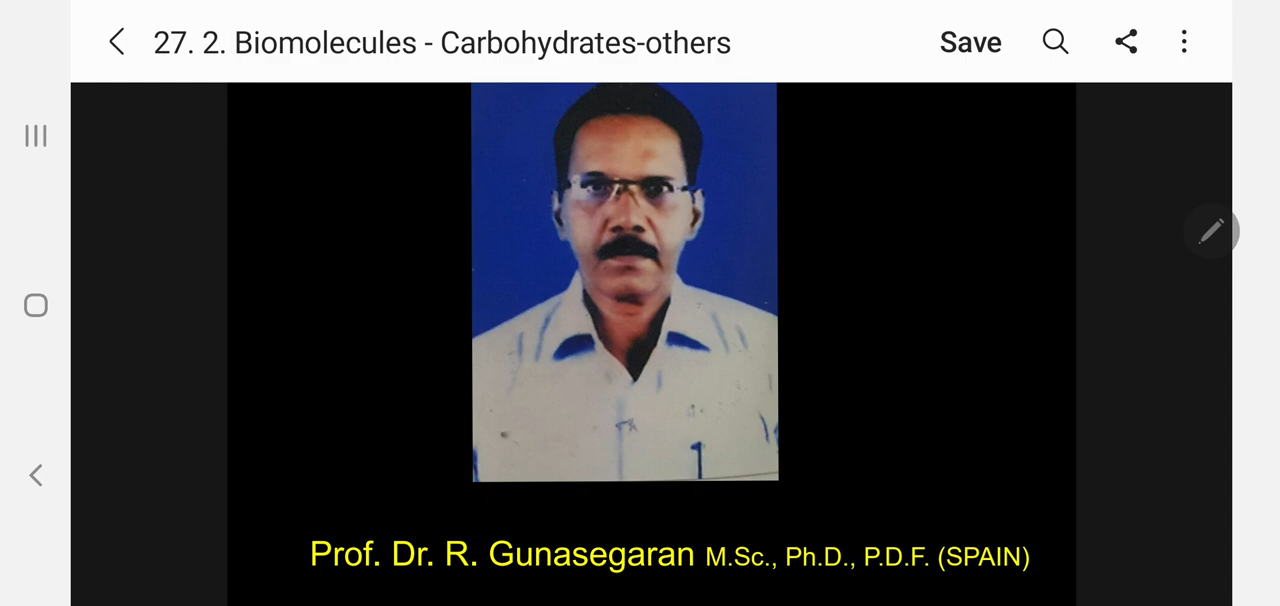 27. 2. Biomolecules - Carbohydrates-others Save
Prof. Dr. R. Gunasegaran M.Sc., Ph.D., P.D.F. (SPAIN)